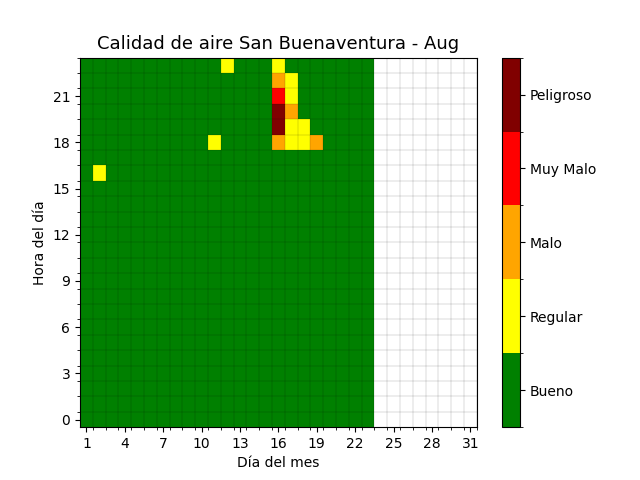 Calidad de aire San Buenaventura - Aug
Hora del día
21
18
15
12
9
6
3
0
1 4 7 10 13 16 19 22 25 28 31
Día del mes
Peligroso
Muy Malo
Malo
Regular
Bueno